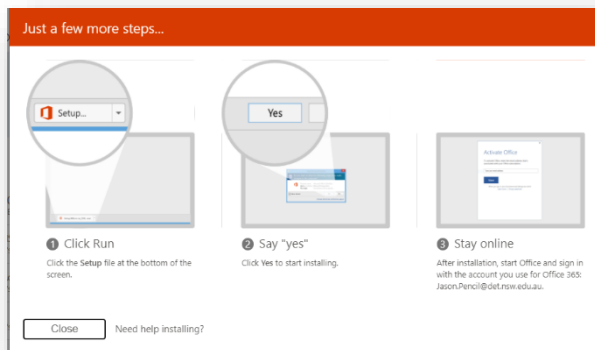 Just a few more steps...
Setup...
Yes
Activate Office
1 Click Run
Click the Setup file at the bottom of the
screen.
2 Say "yes"
Click Yes to start installing.
3 Stay online
After installation, start Office and sign in
with the account you use for Office 365:
Jason.Pencil@det.nsw.edu.au.
Close
Need help installing?